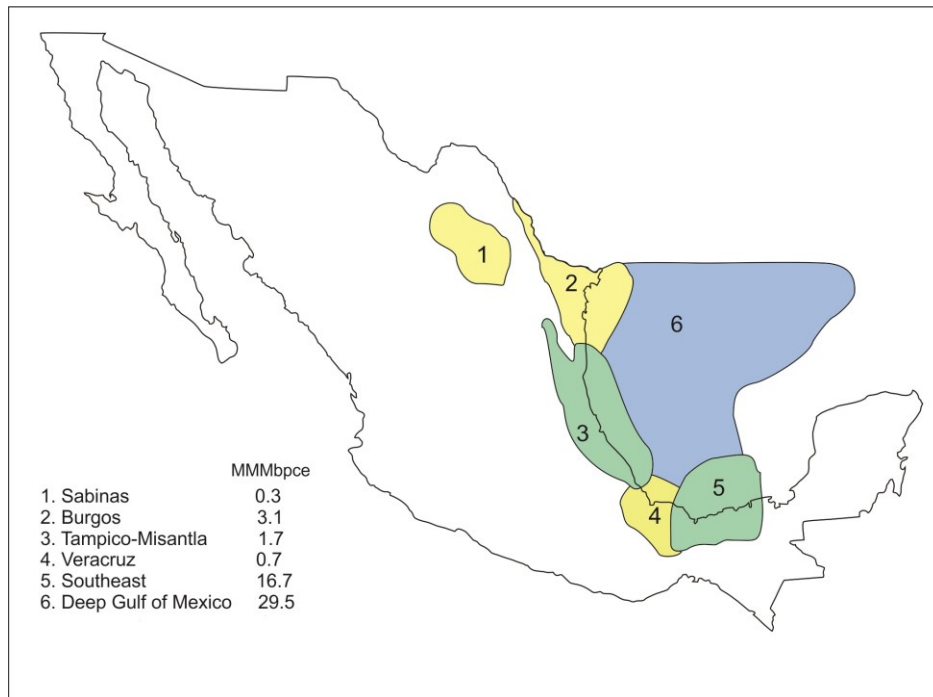 1
2
6
3
5
4
MMMbpce
1. Sabinas 0.3
2. Burgos 3.1
3. Tampico-Misantla 1.7
4. Veracruz 0.7
5. Southeast 16.7
6. Deep Gulf of Mexico 29.5